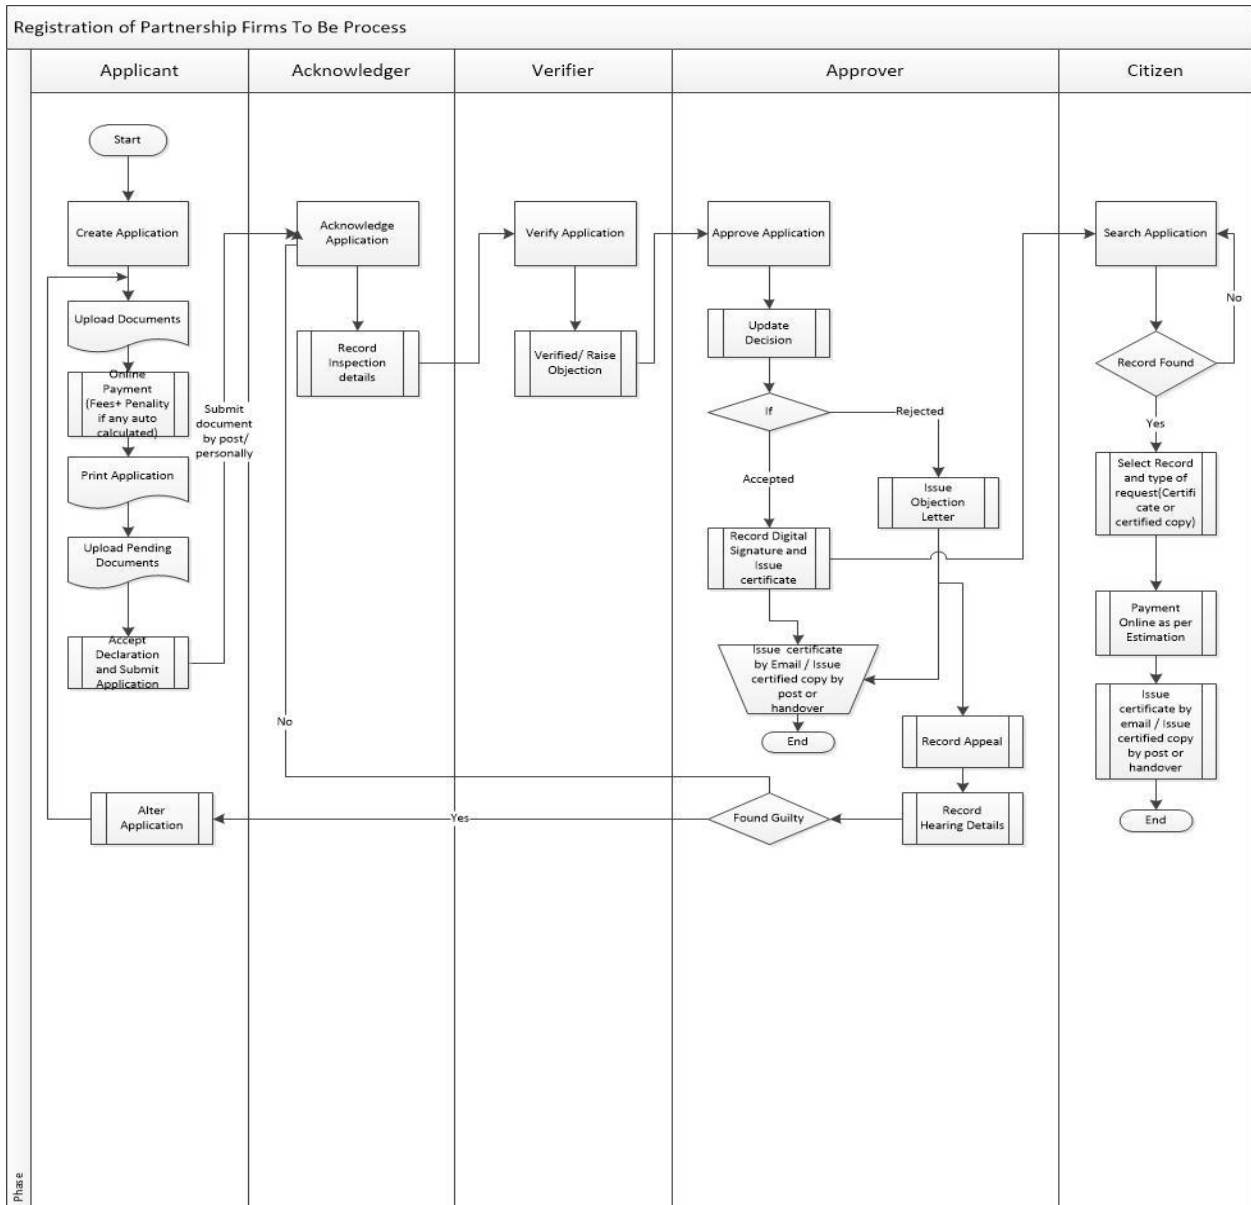 Registration of Partnership Firms To Be Process
Applicant
Acknowledger
Verifier
Approver
Citizen
Start
Create Application
Upload Documents
Online
Payment
(Fees+ Penality
if any auto
calculated)
Print Application
Upload Pending
Documents
Accept
Declaration
and Submit
Application
Submit
document
by post/
personally
Alter
Application
Acknowledge
Application
Record
Inspection
details
No
Verify Application
Verified/ Raise
Objection
Yes
Approve Application
Update
Decision
If
Rejected
Accepted
Issue
Objection
Letter
Record Digital
Signature and
Issue
certificate
Issue certificate
by Email / Issue
certified copy by
post or
handover
End
Record Appeal
Record
Hearing Details
Found Guilty
Search Application
No
Record Found
Yes
Select Record
and type of
request(Certifi
cate or
certified copy)
Payment
Online as per
Estimation
Issue
certificate by
email / Issue
certified copy
by post or
handover
End
Phase